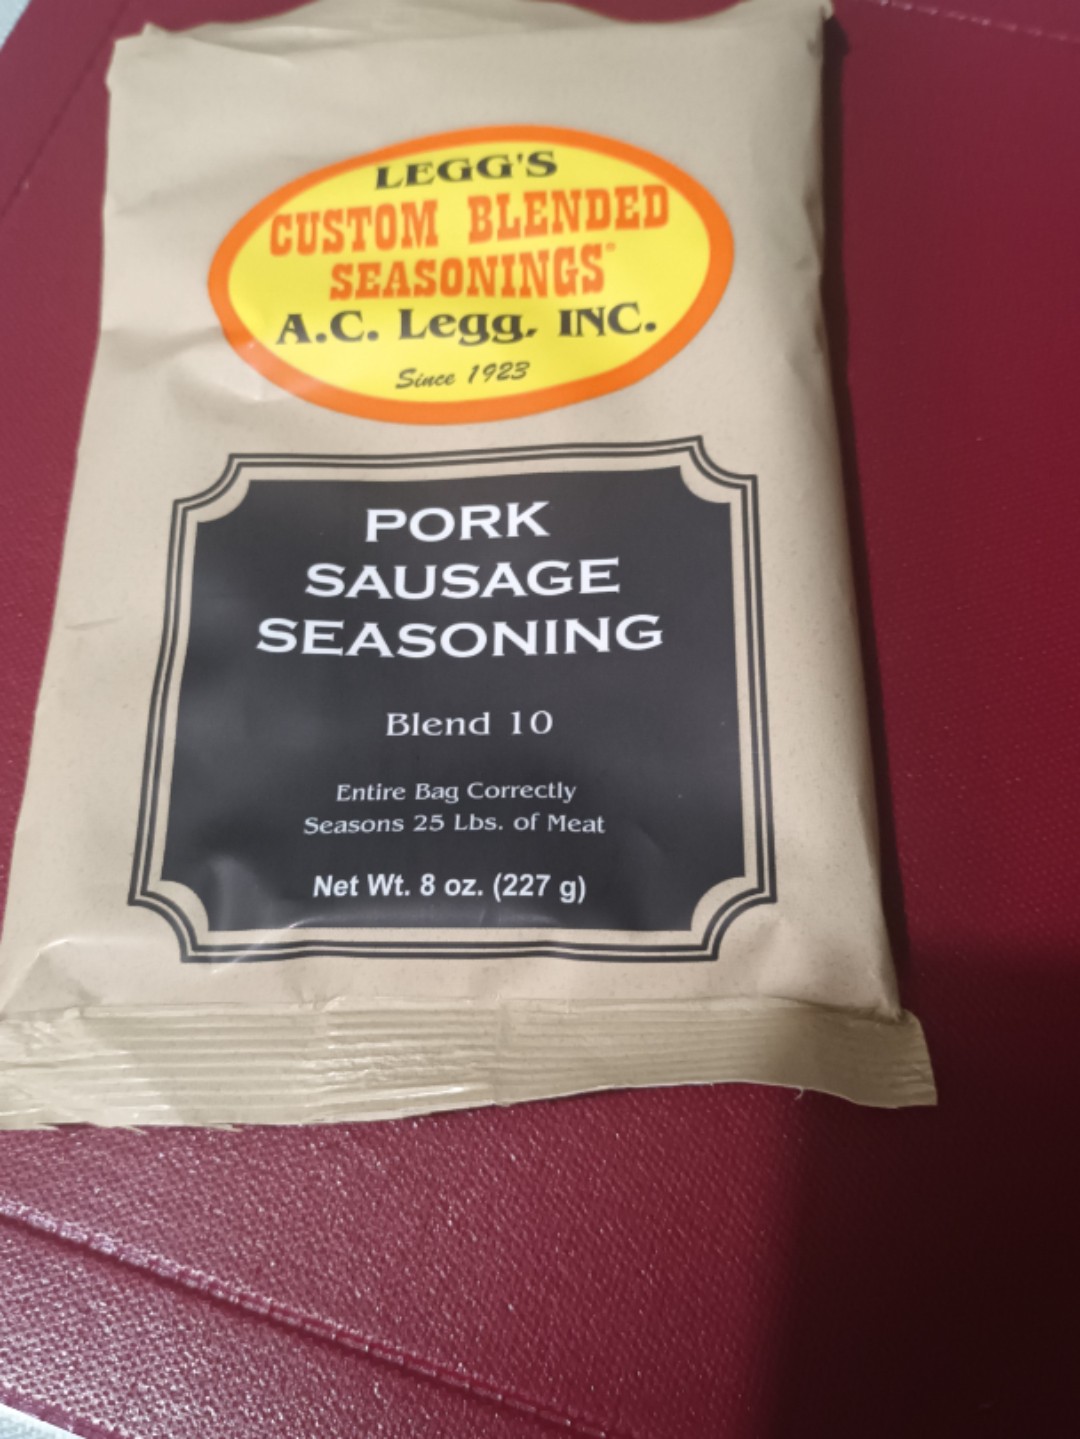 LEGG'S
CUSTOM BLENDED
SEASONINGS™
A.C. Legg, INC.
Since 1923
PORK
SAUSAGE
SEASONING
Blend 10
Entire Bag Correctly
Seasons 25 Lbs. of Meat
Net Wt. 8 oz. (227 g)